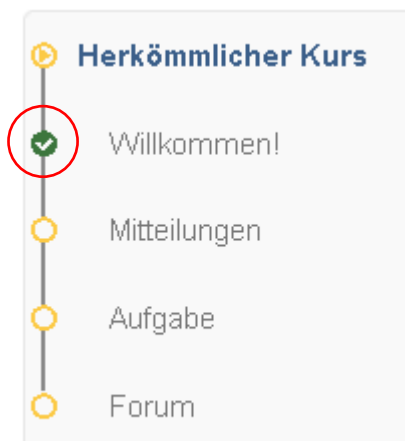 Herkömmlicher Kurs
Willkommen!
Mitteilungen
Aufgabe
Forum